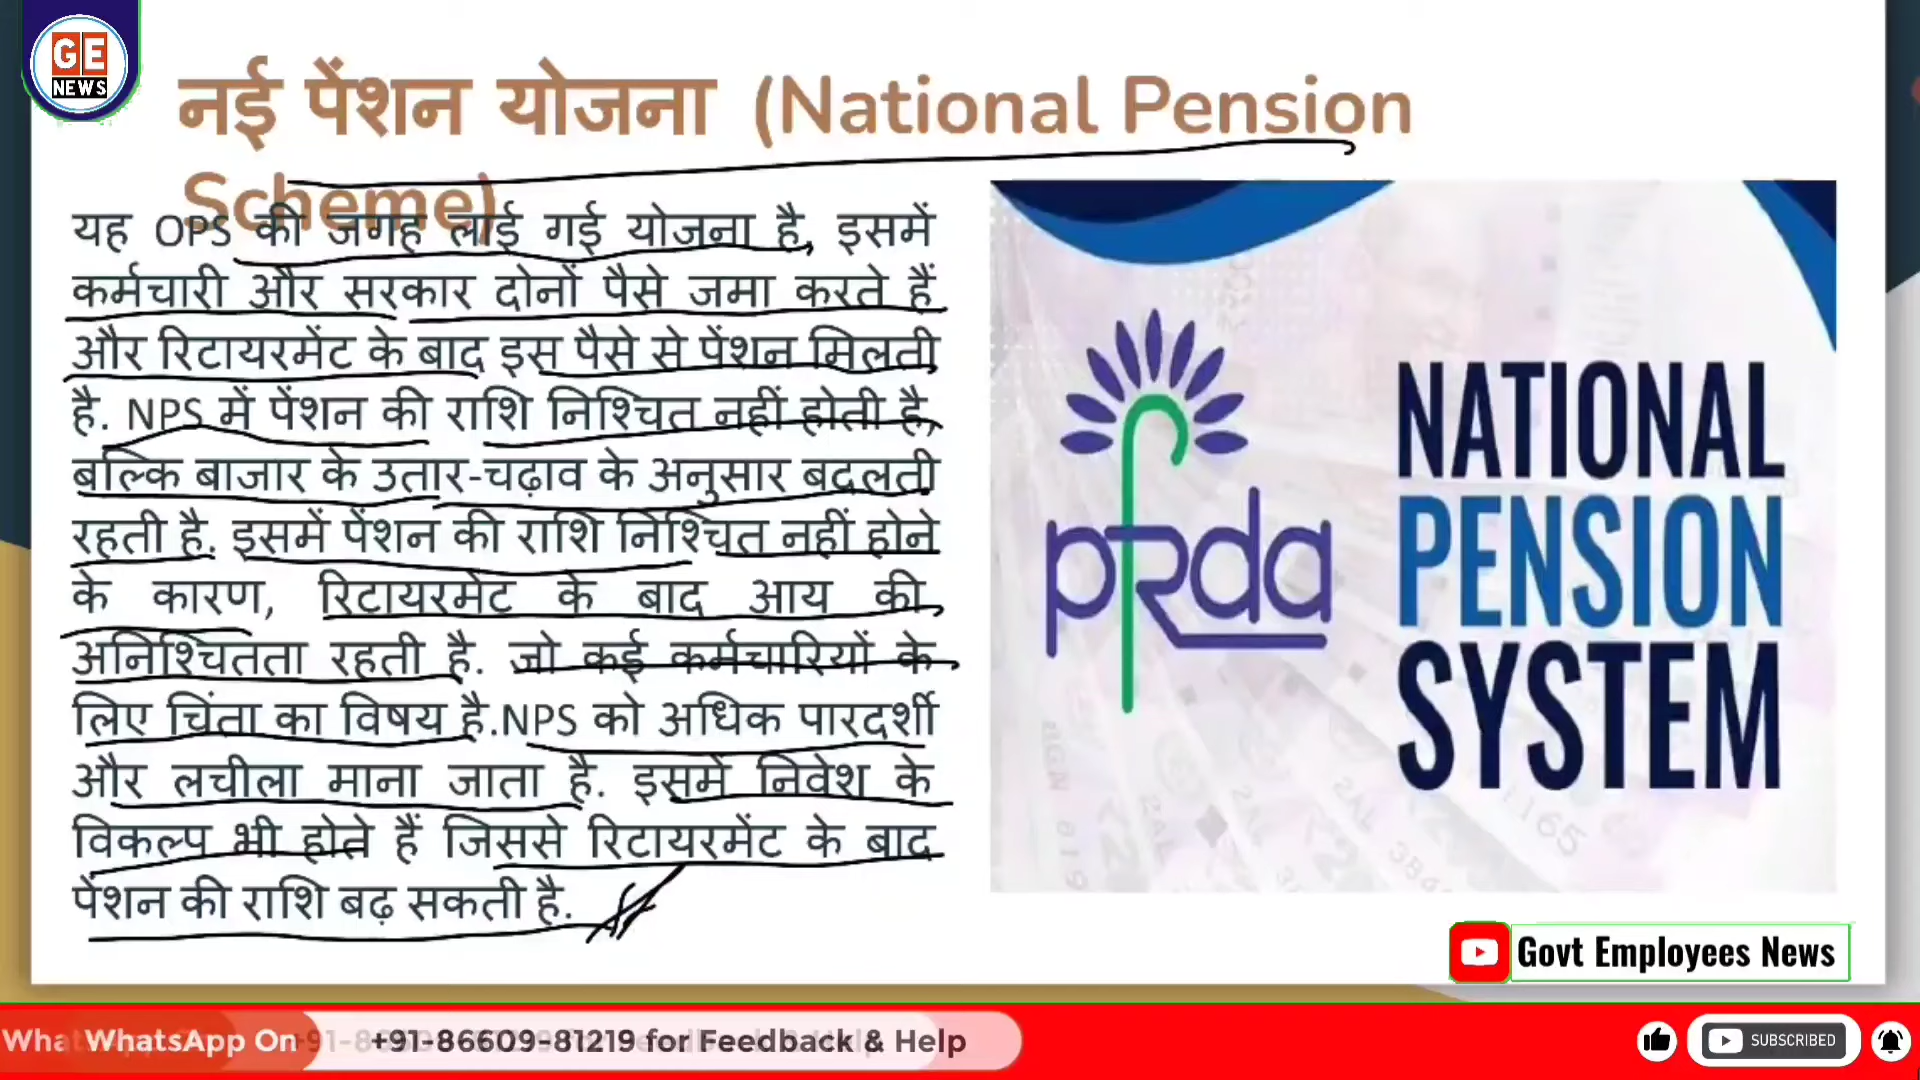 GE
NEWS
नई पेंशन योजना (National Pension
Scheme)
यह OPS की जगह लाई गई योजना है, इसमें
कर्मचारी और सरकार दोनों पैसे जमा करते हैं
और रिटायरमेंट के बाद इस पैसे से पेंशन मिलती
है. NPS में पेंशन की राशि निश्चित नहीं होती है,
बल्कि बाजार के उतार-चढ़ाव के अनुसार बदलती
रहती है. इसमें पेंशन की राशि निश्चित नहीं होने
के कारण, रिटायरमेंट के बाद आय की
अनिश्चितता रहती है. जो कई कर्मचारियों के
लिए चिंता का विषय है.NPS को अधिक पारदर्शी
और लचीला माना जाता है. इसमें निवेश के
विकल्प भी होते हैं जिससे रिटायरमेंट के बाद
पेंशन की राशि बढ़ सकती है.
pfrda
NATIONAL
PENSION
SYSTEM
Govt Employees News
WhatsApp On +91-86609-81219 for Feedback & Help
SUBSCRIBED